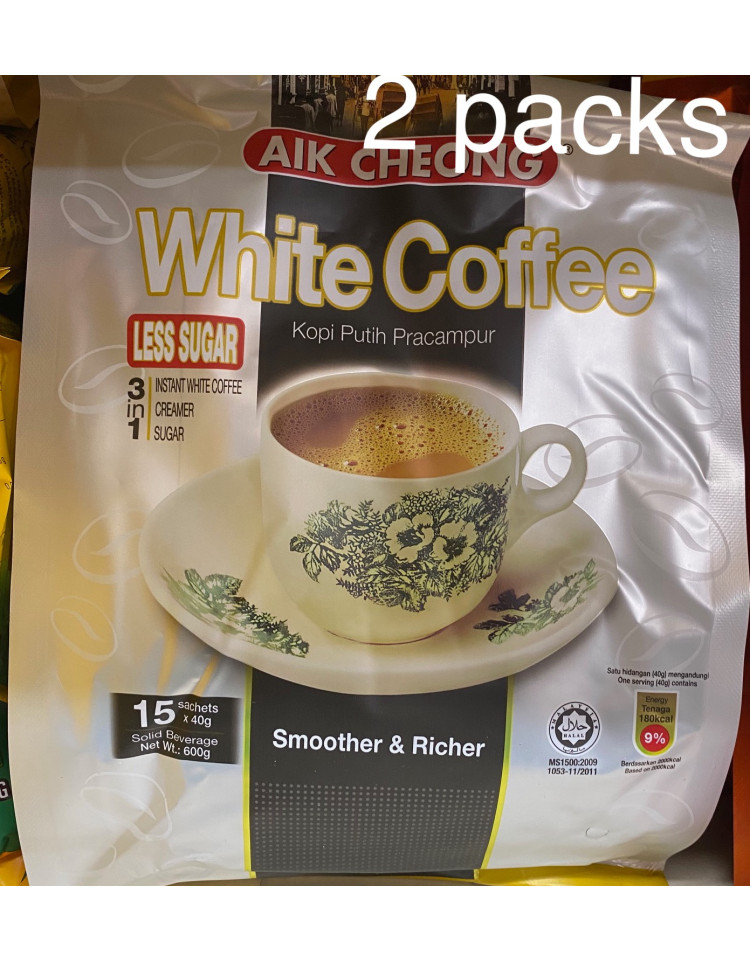 2 packs
AIK CHEONG
®
White Coffee
LESS SUGAR
Kopi Putih Pracampur
3 in 1
INSTANT WHITE COFFEE
CREAMER
SUGAR
15 sachets x 40g
Solid Beverage
Net Wt.: 600g
Smoother & Richer
MALAYSIA
حلال
HALAL
MS1500:2009
1053-11/2011
Satu hidangan (40g) mengandungi
One serving (40g) contains
Energy
Tenaga
180kcal
9%
Berdasarkan 2000kcal
Based on 2000kcal
G